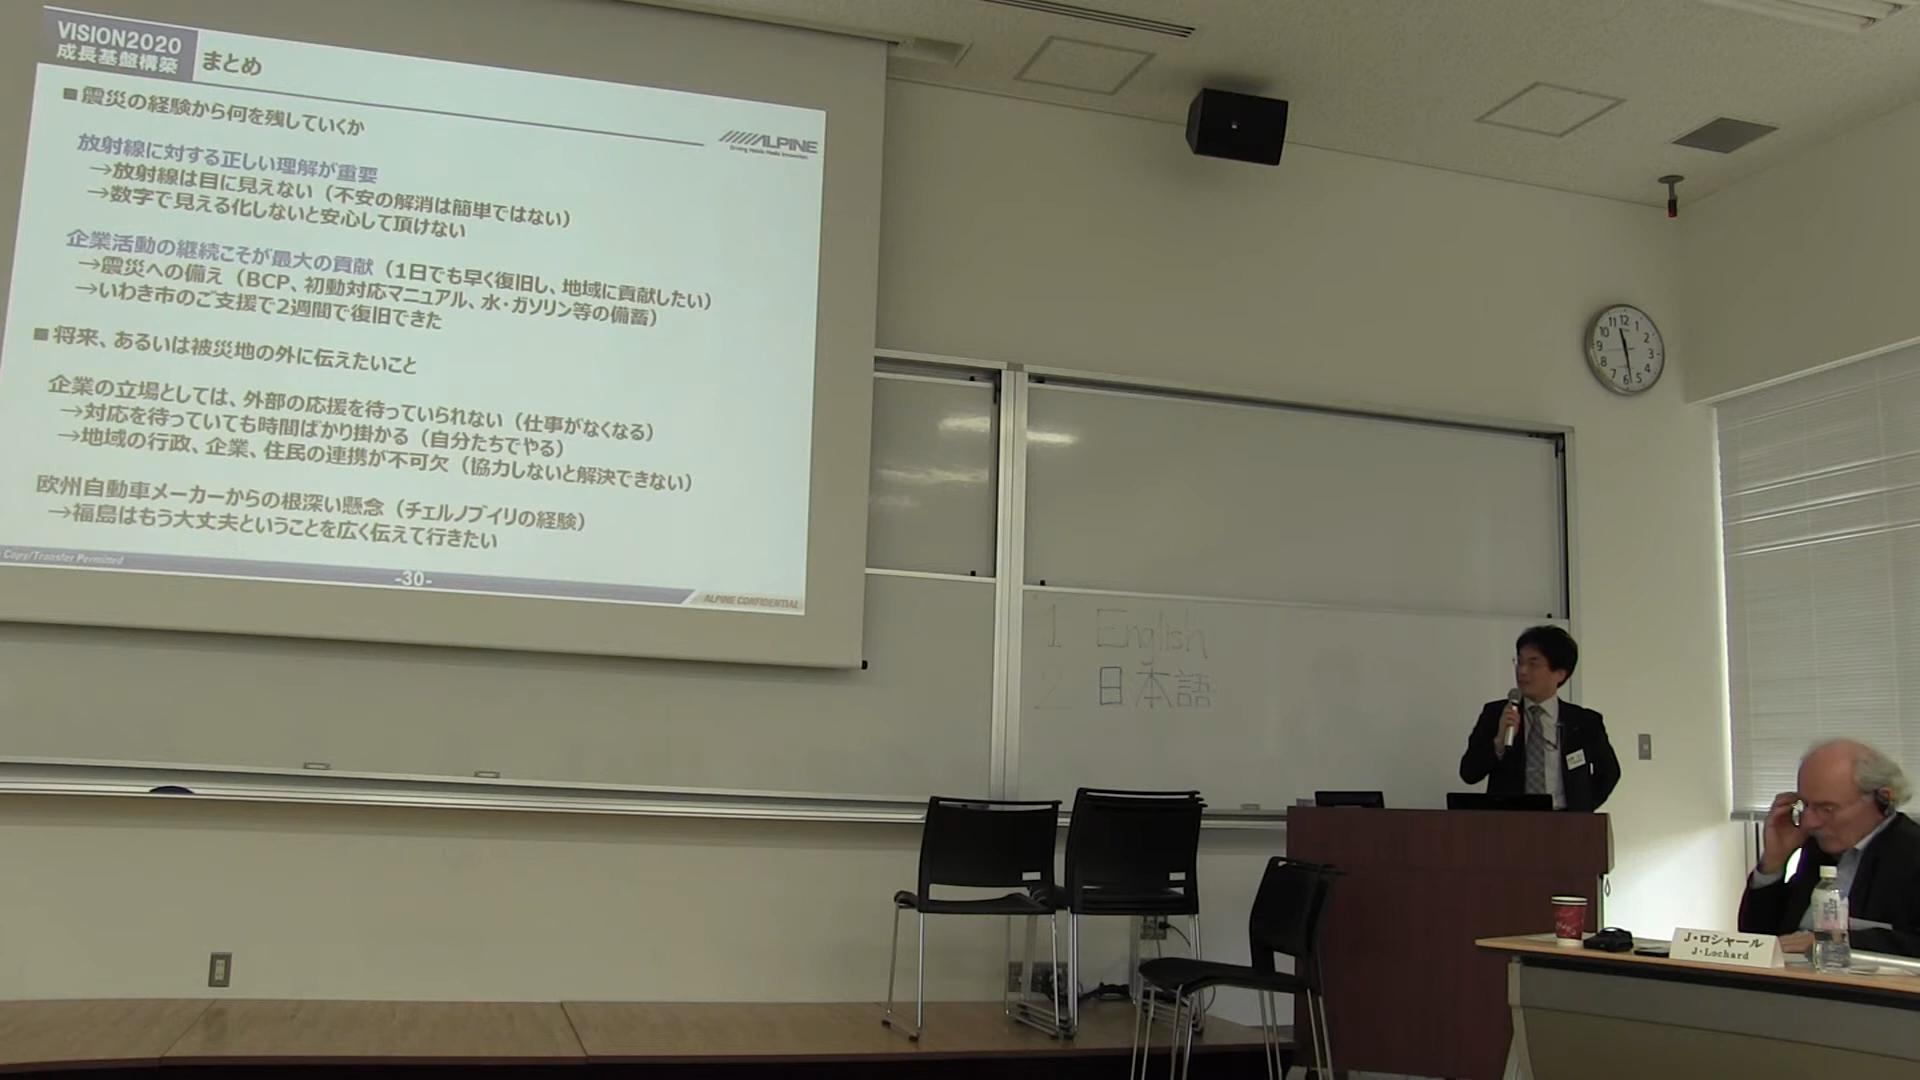 VISION2020
成長基盤構築
まとめ
ALPINE
Driving Mobile Media Innovation
■震災の経験から何を残していくか
放射線に対する正しい理解が重要
→放射線は目に見えない（不安の解消は簡単ではない）
→数字で見える化しないと安心して頂けない
企業活動の継続こそが最大の貢献（1日でも早く復旧し、地域に貢献したい）
→震災への備え（BCP、初動対応マニュアル、水・ガソリン等の備蓄）
→いわき市のご支援で2週間で復旧できた
■将来、あるいは被災地の外に伝えたいこと
企業の立場としては、外部の応援を待っていられない（仕事がなくなる）
→対応を待っていても時間ばかり掛かる（自分たちでやる）
→地域の行政、企業、住民の連携が不可欠（協力しないと解決できない）
欧州自動車メーカーからの根深い懸念（チェルノブイリの経験）
→福島はもう大丈夫ということを広く伝えて行きたい
Copy/Transfer Permitted
-30-
ALPINE CONFIDENTIAL
1 English
2 日本語
12
1
2
3
4
5
6
7
8
9
10
11
J・ロシャール
J・Lochard